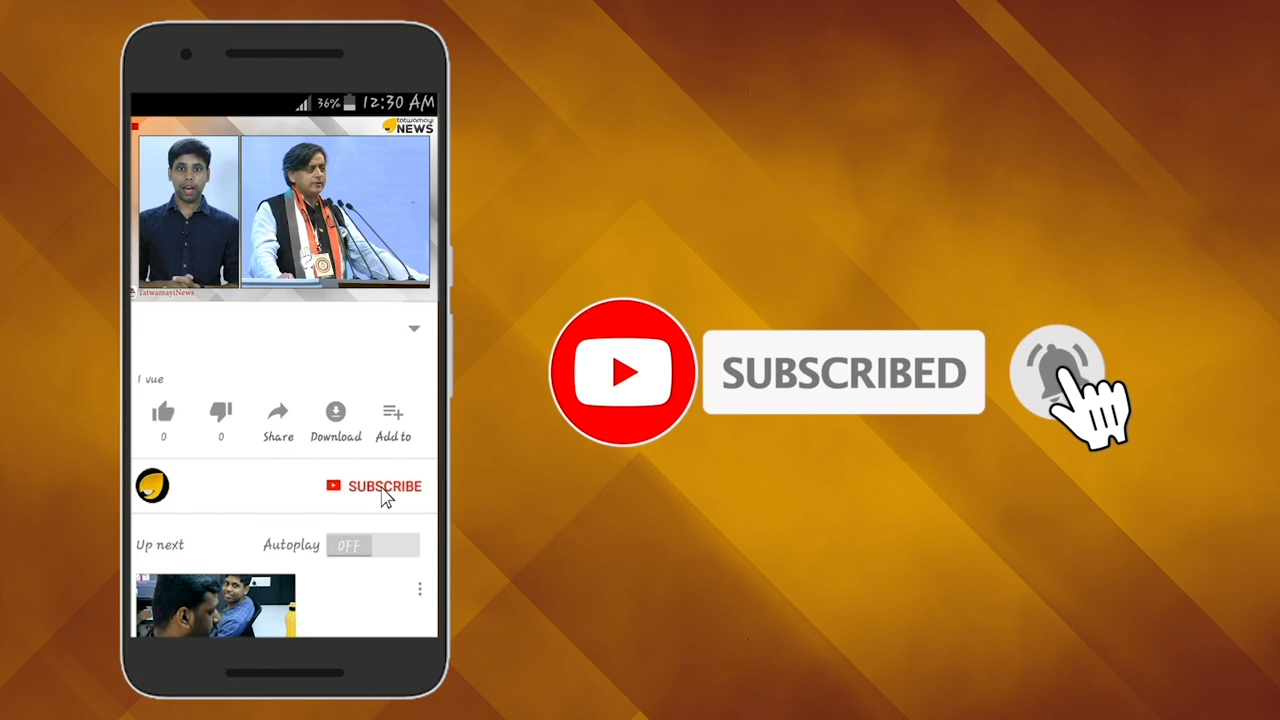 36% 12:30 AM
tatwamayi
NEWS
TatwamayiNews
1 vue
0 0 Share Download Add to
SUBSCRIBE
Up next Autoplay OFF
SUBSCRIBED